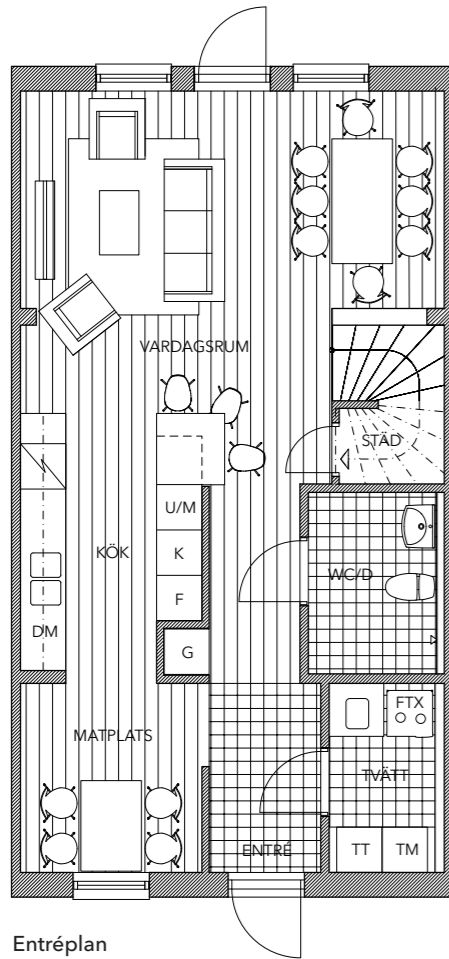 VARDAGSRUM
STÄD
U/M
KÖK
K
WC/D
F
DM
G
FTX
MATPLATS
TVÄTT
ENTRÉ
TT
TM
Entréplan